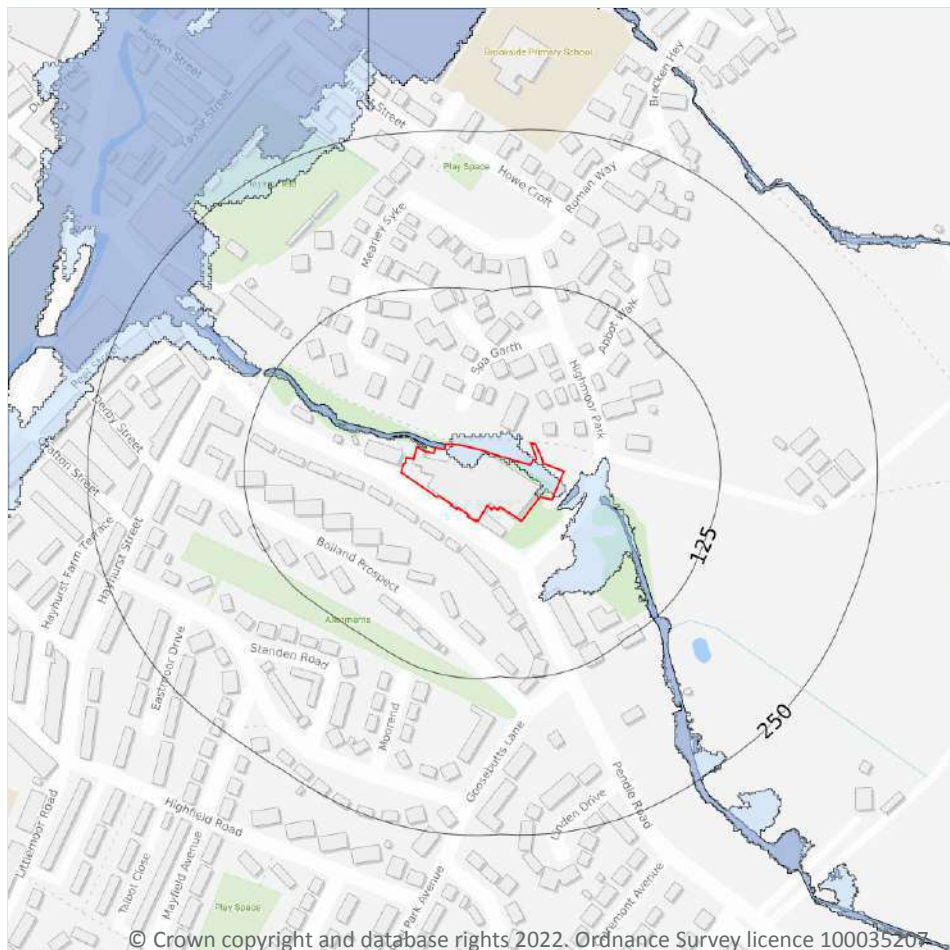 Holden Street
Taylor Street
Brookside Primary School
Bracken Hey
Play Space
Howe Croft
Roman Way
Mearley Syke
Abbot Walk
Spa Garth
Highmoor Park
Derby Street
Grafton Street
Hayhurst Farm Terrace
Hayhurst Street
Bolland Prospect
125
Allotments
Standen Road
Eastmoor Drive
Moorend
250
Goosebutts Lane
Pendle Road
Linden Drive
Highfield Road
Littlemoor Road
Talbot Close
Mayfield Avenue
Play Space
Park Avenue
© Crown copyright and database rights 2022. Ordnance Survey licence 100035207